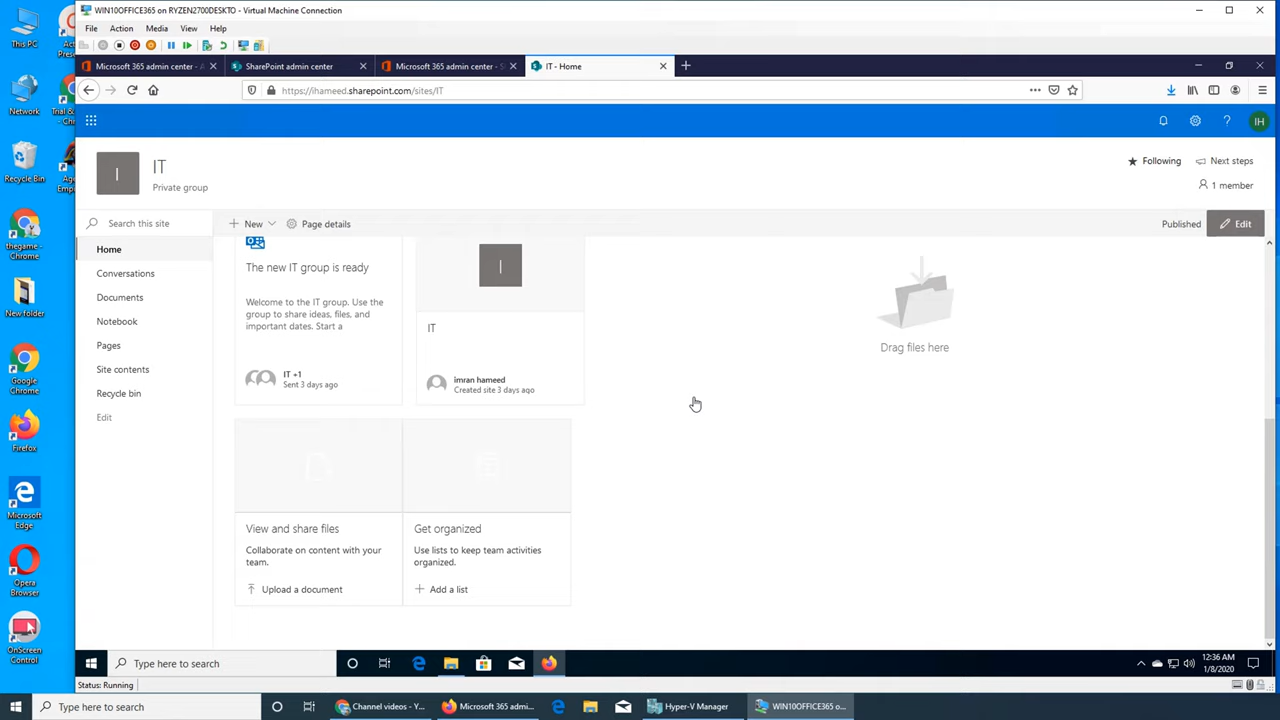 This PC
Network
Recycle Bin
thegame -
Chrome
New folder
Google
Chrome
Firefox
Microsoft
Edge
Opera
Browser
OnScreen
Control
WIN10OFFICE365 on RYZEN2700DESKTO - Virtual Machine Connection
File Action Media View Help
Microsoft 365 admin center - A
SharePoint admin center
Microsoft 365 admin center - S
IT - Home
https://ihameed.sharepoint.com/sites/IT
IH
I
IT
Private group
Following
Next steps
1 member
Search this site
New
Page details
Published
Edit
Home
Conversations
Documents
Notebook
Pages
Site contents
Recycle bin
Edit
The new IT group is ready
Welcome to the IT group. Use the
group to share ideas, files, and
important dates. Start a
IT +1
Sent 3 days ago
I
IT
imran hameed
Created site 3 days ago
Drag files here
View and share files
Collaborate on content with your
team.
Upload a document
Get organized
Use lists to keep team activities
organized.
Add a list
Type here to search
12:36 AM
1/8/2020
Status: Running
Type here to search
Channel videos - Y...
Microsoft 365 admi...
Hyper-V Manager
WIN10OFFICE365 o...